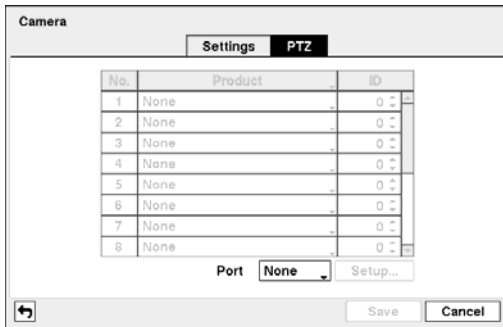 Camera
Settings PTZ
No. Product ID
1 None 0
2 None 0
3 None 0
4 None 0
5 None 0
6 None 0
7 None 0
8 None 0
Port None Setup...
Save Cancel